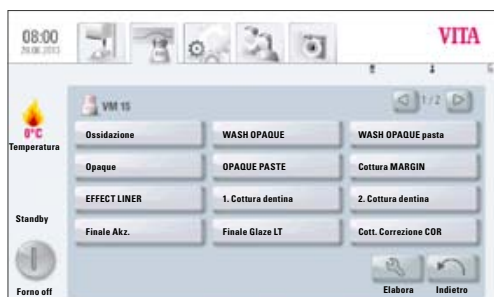 08:00
VITA
VM 15
1/2
0°C
Temperatura
Ossidazione WASH OPAQUE WASH OPAQUE pasta
Opaque OPAQUE PASTE Cottura MARGIN
EFFECT LINER 1. Cottura dentina 2. Cottura dentina
Standby
Finale Akz. Finale Glaze LT Cott. Correzione COR
Forno off
Elabora Indietro